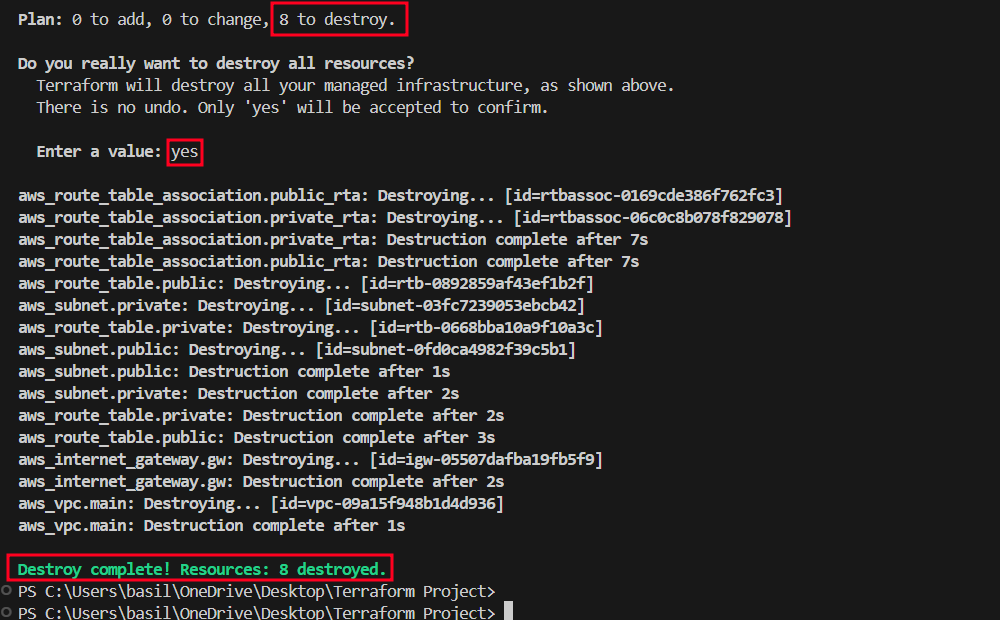 Plan: 0 to add, 0 to change, 8 to destroy.
Do you really want to destroy all resources?
Terraform will destroy all your managed infrastructure, as shown above.
There is no undo. Only 'yes' will be accepted to confirm.
Enter a value: yes
aws_route_table_association.public_rta: Destroying... [id=rtbassoc-0169cde386f762fc3]
aws_route_table_association.private_rta: Destroying... [id=rtbassoc-06c0c8b078f829078]
aws_route_table_association.private_rta: Destruction complete after 7s
aws_route_table_association.public_rta: Destruction complete after 7s
aws_route_table.public: Destroying... [id=rtb-0892859af43ef1b2f]
aws_subnet.private: Destroying... [id=subnet-03fc7239053ebcb42]
aws_route_table.private: Destroying... [id=rtb-0668bba10a9f10a3c]
aws_subnet.public: Destroying... [id=subnet-0fd0ca4982f39c5b1]
aws_subnet.public: Destruction complete after 1s
aws_subnet.private: Destruction complete after 2s
aws_route_table.private: Destruction complete after 2s
aws_route_table.public: Destruction complete after 3s
aws_internet_gateway.gw: Destroying... [id=igw-05507dafba19fb5f9]
aws_internet_gateway.gw: Destruction complete after 2s
aws_vpc.main: Destroying... [id=vpc-09a15f948b1d4d936]
aws_vpc.main: Destruction complete after 1s
Destroy complete! Resources: 8 destroyed.
PS C:\Users\basil\OneDrive\Desktop\Terraform Project>
PS C:\Users\basil\OneDrive\Desktop\Terraform Project>